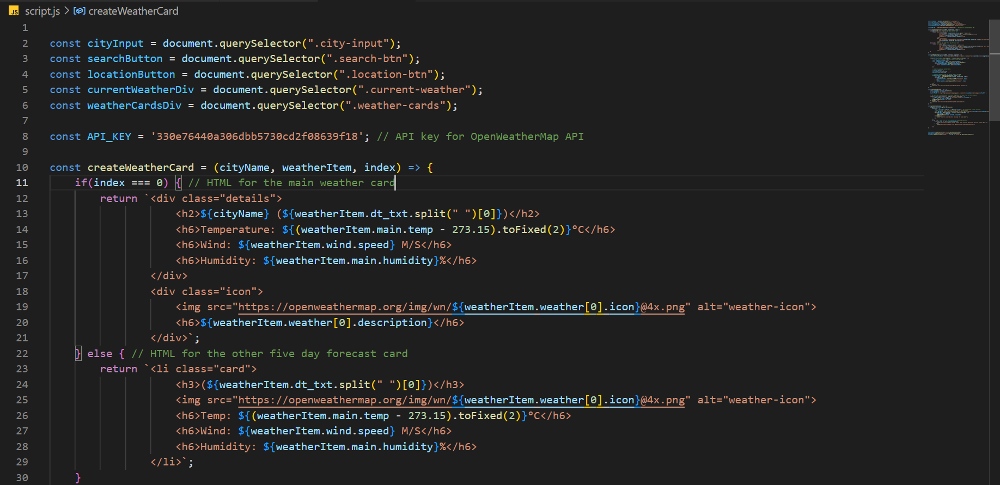 JS script.js > createWeatherCard
1
2 const cityInput = document.querySelector(".city-input");
3 const searchButton = document.querySelector(".search-btn");
4 const locationButton = document.querySelector(".location-btn");
5 const currentWeatherDiv = document.querySelector(".current-weather");
6 const weatherCardsDiv = document.querySelector(".weather-cards");
7
8 const API_KEY = '330e76440a306dbb5730cd2f08639f18'; // API key for OpenWeatherMap API
9
10 const createWeatherCard = (cityName, weatherItem, index) => {
11     if(index === 0) { // HTML for the main weather card
12         return `<div class="details">
13                     <h2>${cityName} (${weatherItem.dt_txt.split(" ")[0]})</h2>
14                     <h6>Temperature: ${(weatherItem.main.temp - 273.15).toFixed(2)}°C</h6>
15                     <h6>Wind: ${weatherItem.wind.speed} M/S</h6>
16                     <h6>Humidity: ${weatherItem.main.humidity}%</h6>
17                 </div>
18                 <div class="icon">
19                     <img src="https://openweathermap.org/img/wn/${weatherItem.weather[0].icon}@4x.png" alt="weather-icon">
20                     <h6>${weatherItem.weather[0].description}</h6>
21                 </div>`;
22     } else { // HTML for the other five day forecast card
23         return `<li class="card">
24                     <h3>(${weatherItem.dt_txt.split(" ")[0]})</h3>
25                     <img src="https://openweathermap.org/img/wn/${weatherItem.weather[0].icon}@4x.png" alt="weather-icon">
26                     <h6>Temp: ${(weatherItem.main.temp - 273.15).toFixed(2)}°C</h6>
27                     <h6>Wind: ${weatherItem.wind.speed} M/S</h6>
28                     <h6>Humidity: ${weatherItem.main.humidity}%</h6>
29                 </li>`;
30     }